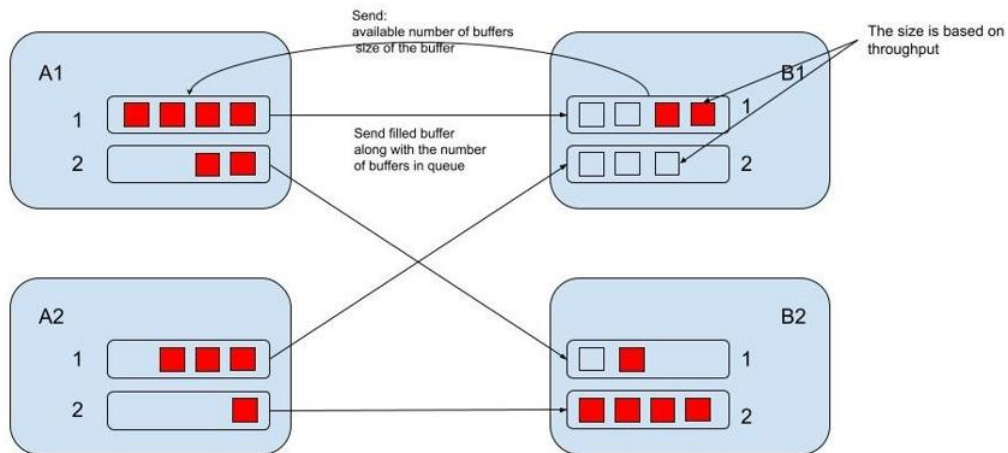 Send:
available number of buffers
size of the buffer
The size is based on
throughput
A1
B1
1
1
Send filled buffer
along with the number
of buffers in queue
2
2
A2
B2
1
1
2
2